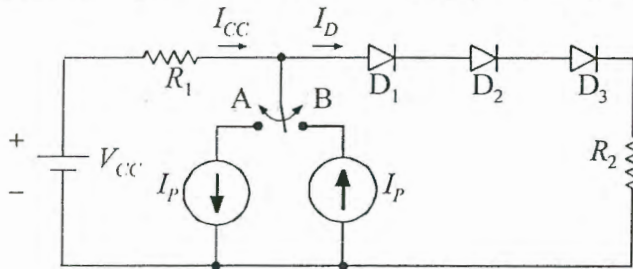 I_CC I_D
R_1 D_1 D_2 D_3
A B
+
V_CC I_P I_P R_2
−